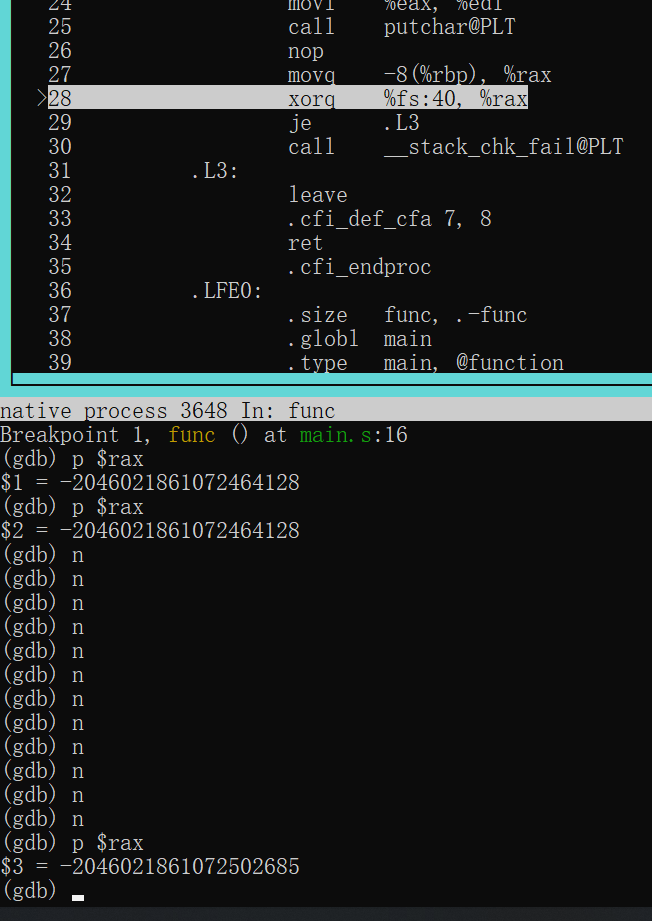 24 movl %eax, %edi
25 call putchar@PLT
26 nop
27 movq -8(%rbp), %rax
>28 xorq %fs:40, %rax
29 je .L3
30 call __stack_chk_fail@PLT
31 .L3:
32 leave
33 .cfi_def_cfa 7, 8
34 ret
35 .cfi_endproc
36 .LFE0:
37 .size func, .-func
38 .globl main
39 .type main, @function
native process 3648 In: func
Breakpoint 1, func () at main.s:16
(gdb) p $rax
$1 = -2046021861072464128
(gdb) p $rax
$2 = -2046021861072464128
(gdb) n
(gdb) n
(gdb) n
(gdb) n
(gdb) n
(gdb) n
(gdb) n
(gdb) n
(gdb) n
(gdb) n
(gdb) n
(gdb) n
(gdb) p $rax
$3 = -2046021861072502685
(gdb)